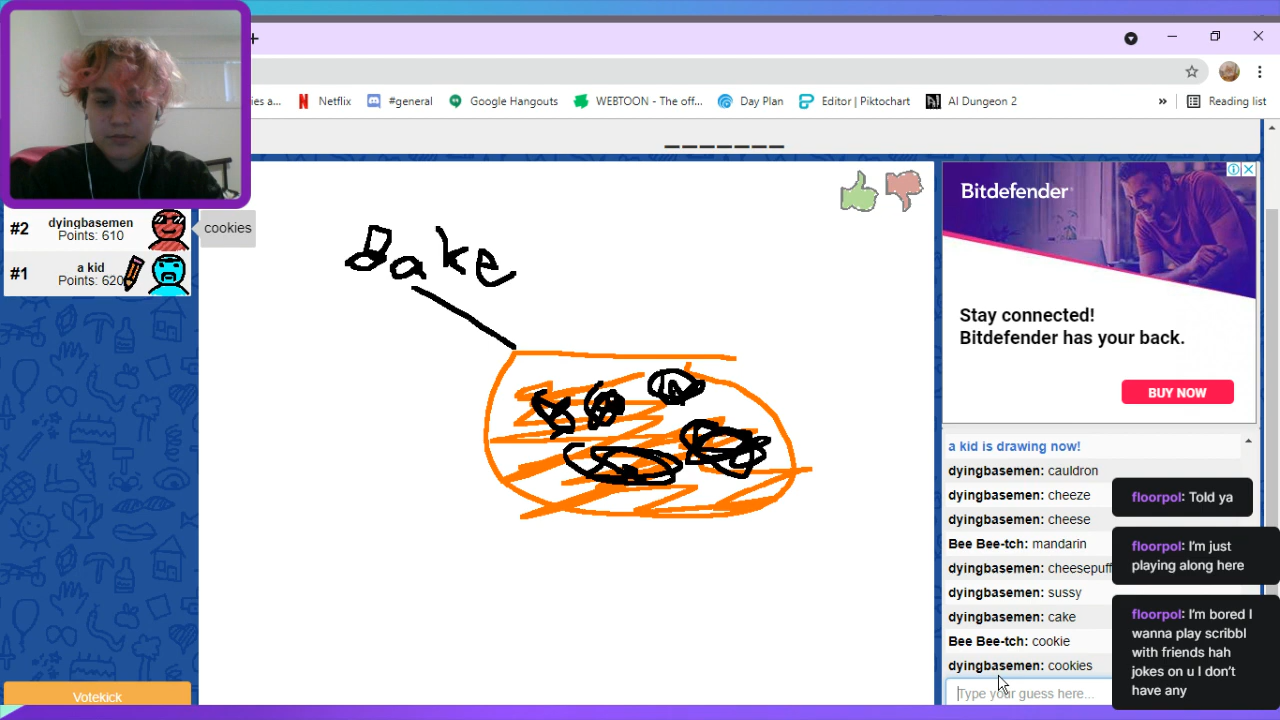 ies a...
Netflix
#general
Google Hangouts
WEBTOON - The off...
Day Plan
Editor | Piktochart
AI Dungeon 2
»
Reading list
_ _ _ _ _ _ _
#2
dyingbasemen
Points: 610
cookies
#1
a kid
Points: 620
Bake
Bitdefender
Stay connected!
Bitdefender has your back.
BUY NOW
a kid is drawing now!
dyingbasemen: cauldron
dyingbasemen: cheeze
dyingbasemen: cheese
Bee Bee-tch: mandarin
dyingbasemen: cheesepuff
dyingbasemen: sussy
dyingbasemen: cake
Bee Bee-tch: cookie
dyingbasemen: cookies
Type your guess here...
floorpol: Told ya
floorpol: I'm just
playing along here
floorpol: I'm bored I
wanna play scribbl
with friends hah
jokes on u I don't
have any
Votekick